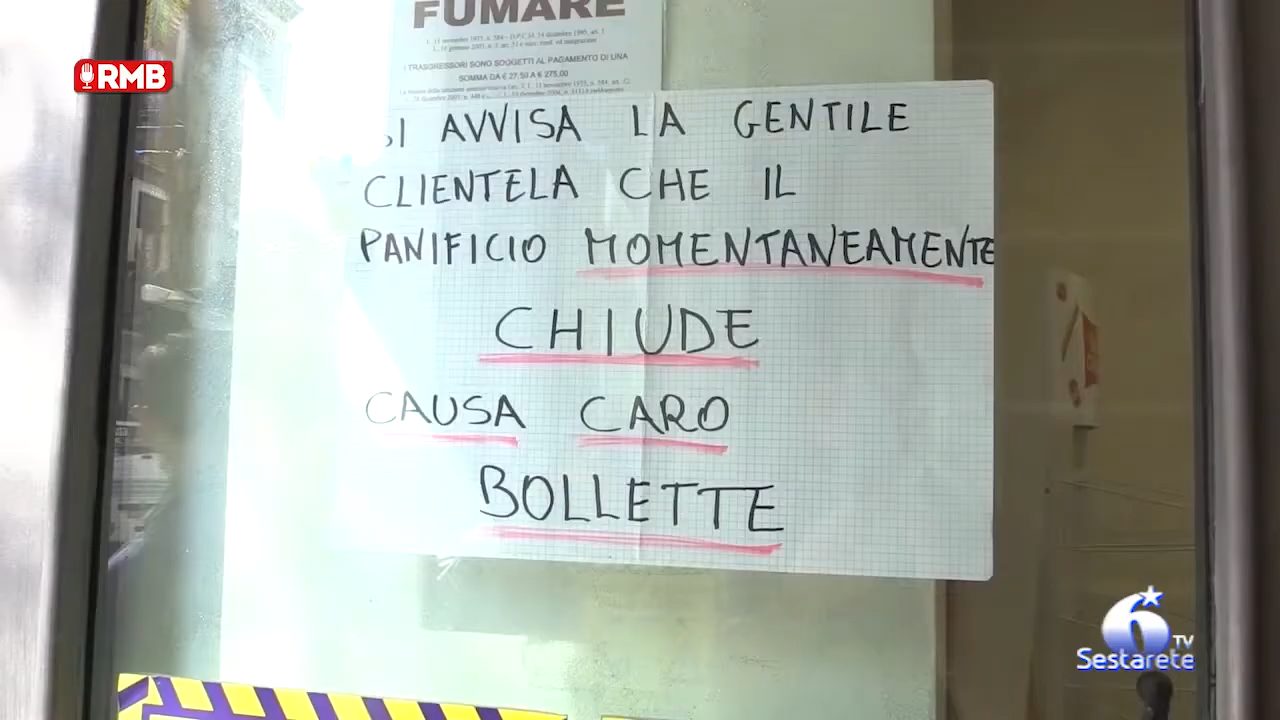 FUMARE
I TRASGRESSORI SONO SOGGETTI AL PAGAMENTO DI UNA
SOMMA DA € 27,50 A € 275,00
RMB
SI AVVISA LA GENTILE
CLIENTELA CHE IL
PANIFICIO MOMENTANEAMENTE
CHIUDE
CAUSA CARO
BOLLETTE
6 TV
Sestarete